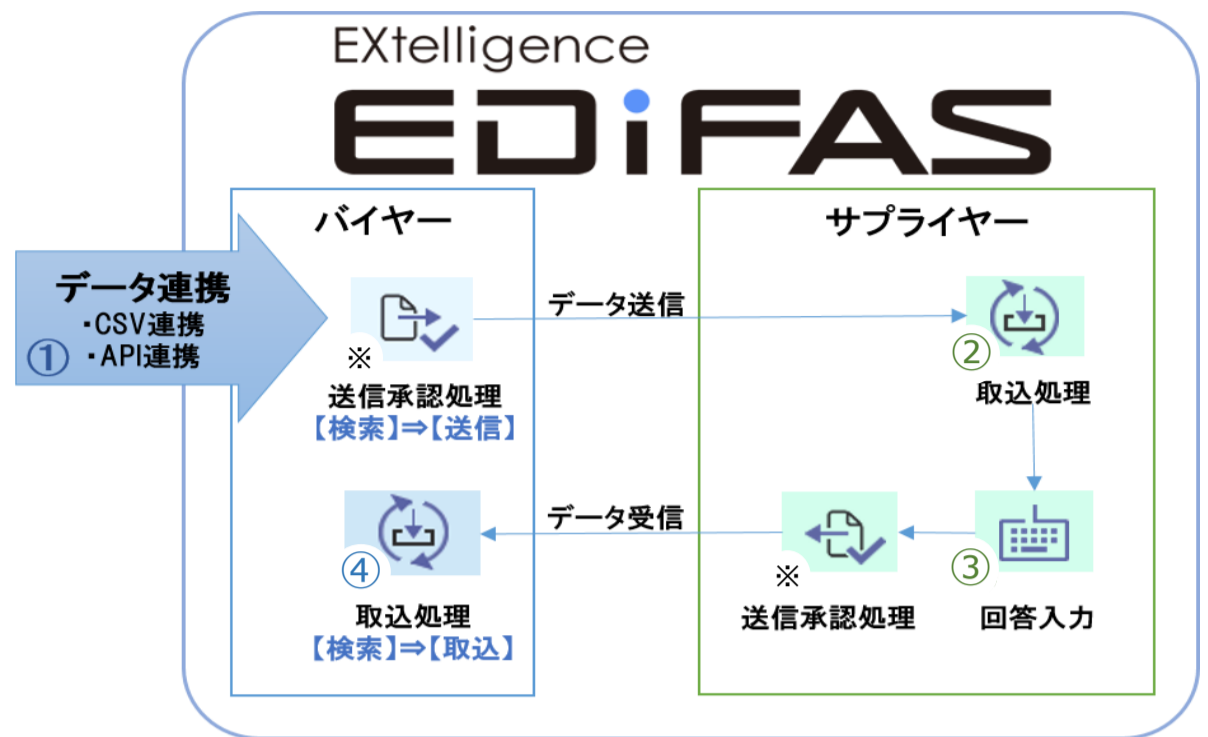 EXtelligence
EDiFAS
バイヤー
サプライヤー
データ連携
・CSV連携
① ・API連携
データ送信
※
送信承認処理
【検索】⇒【送信】
②
取込処理
データ受信
④
取込処理
【検索】⇒【取込】
※
送信承認処理
③
回答入力